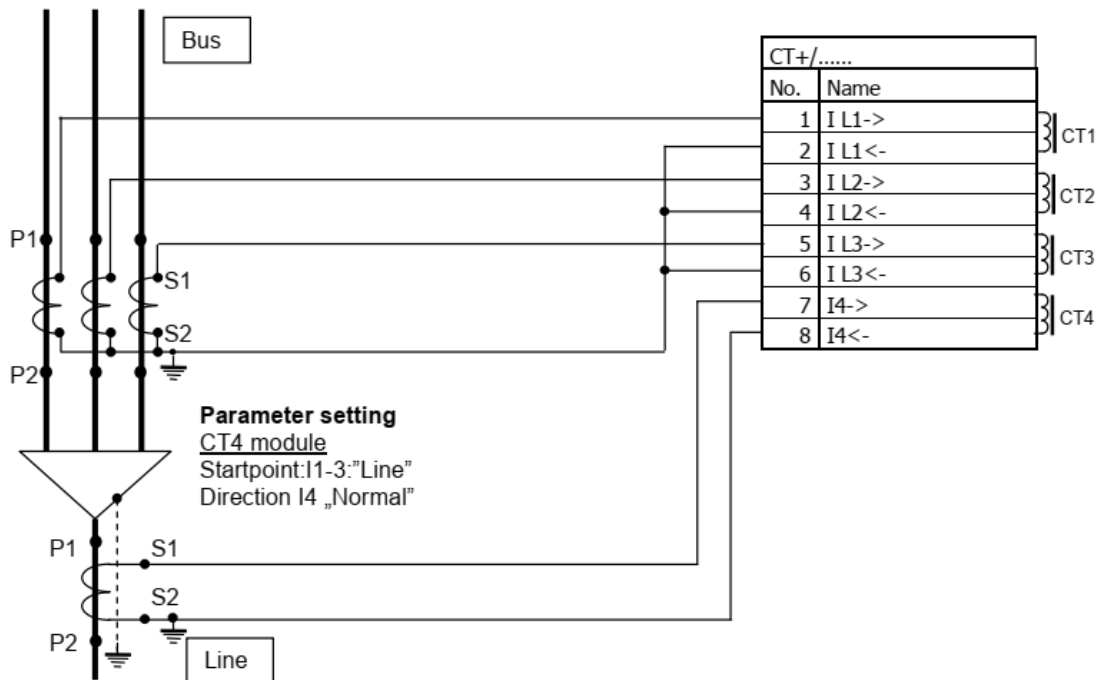 Bus
CT+/......
No. Name
1 I L1->
2 I L1<-
CT1
3 I L2->
4 I L2<-
CT2
5 I L3->
6 I L3<-
CT3
7 I4->
8 I4<-
CT4
P1
S1
S2
P2
Parameter setting
CT4 module
Startpoint:I1-3:”Line”
Direction I4 „Normal”
P1 S1
S2
P2
Line